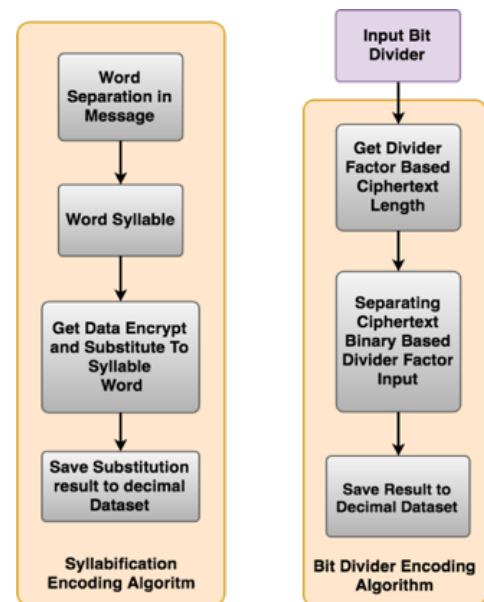 Word
Separation in
Message
Word Syllable
Get Data Encrypt
and Substitute To
Syllable
Word
Save Substitution
result to decimal
Dataset
Syllabification
Encoding Algoritm
Input Bit
Divider
Get Divider
Factor Based
Ciphertext
Length
Separating
Ciphertext
Binary Based
Divider Factor
Input
Save Result to
Decimal Dataset
Bit Divider Encoding
Algorithm